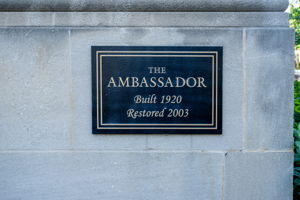 THE
AMBASSADOR
Built 1920
Restored 2003